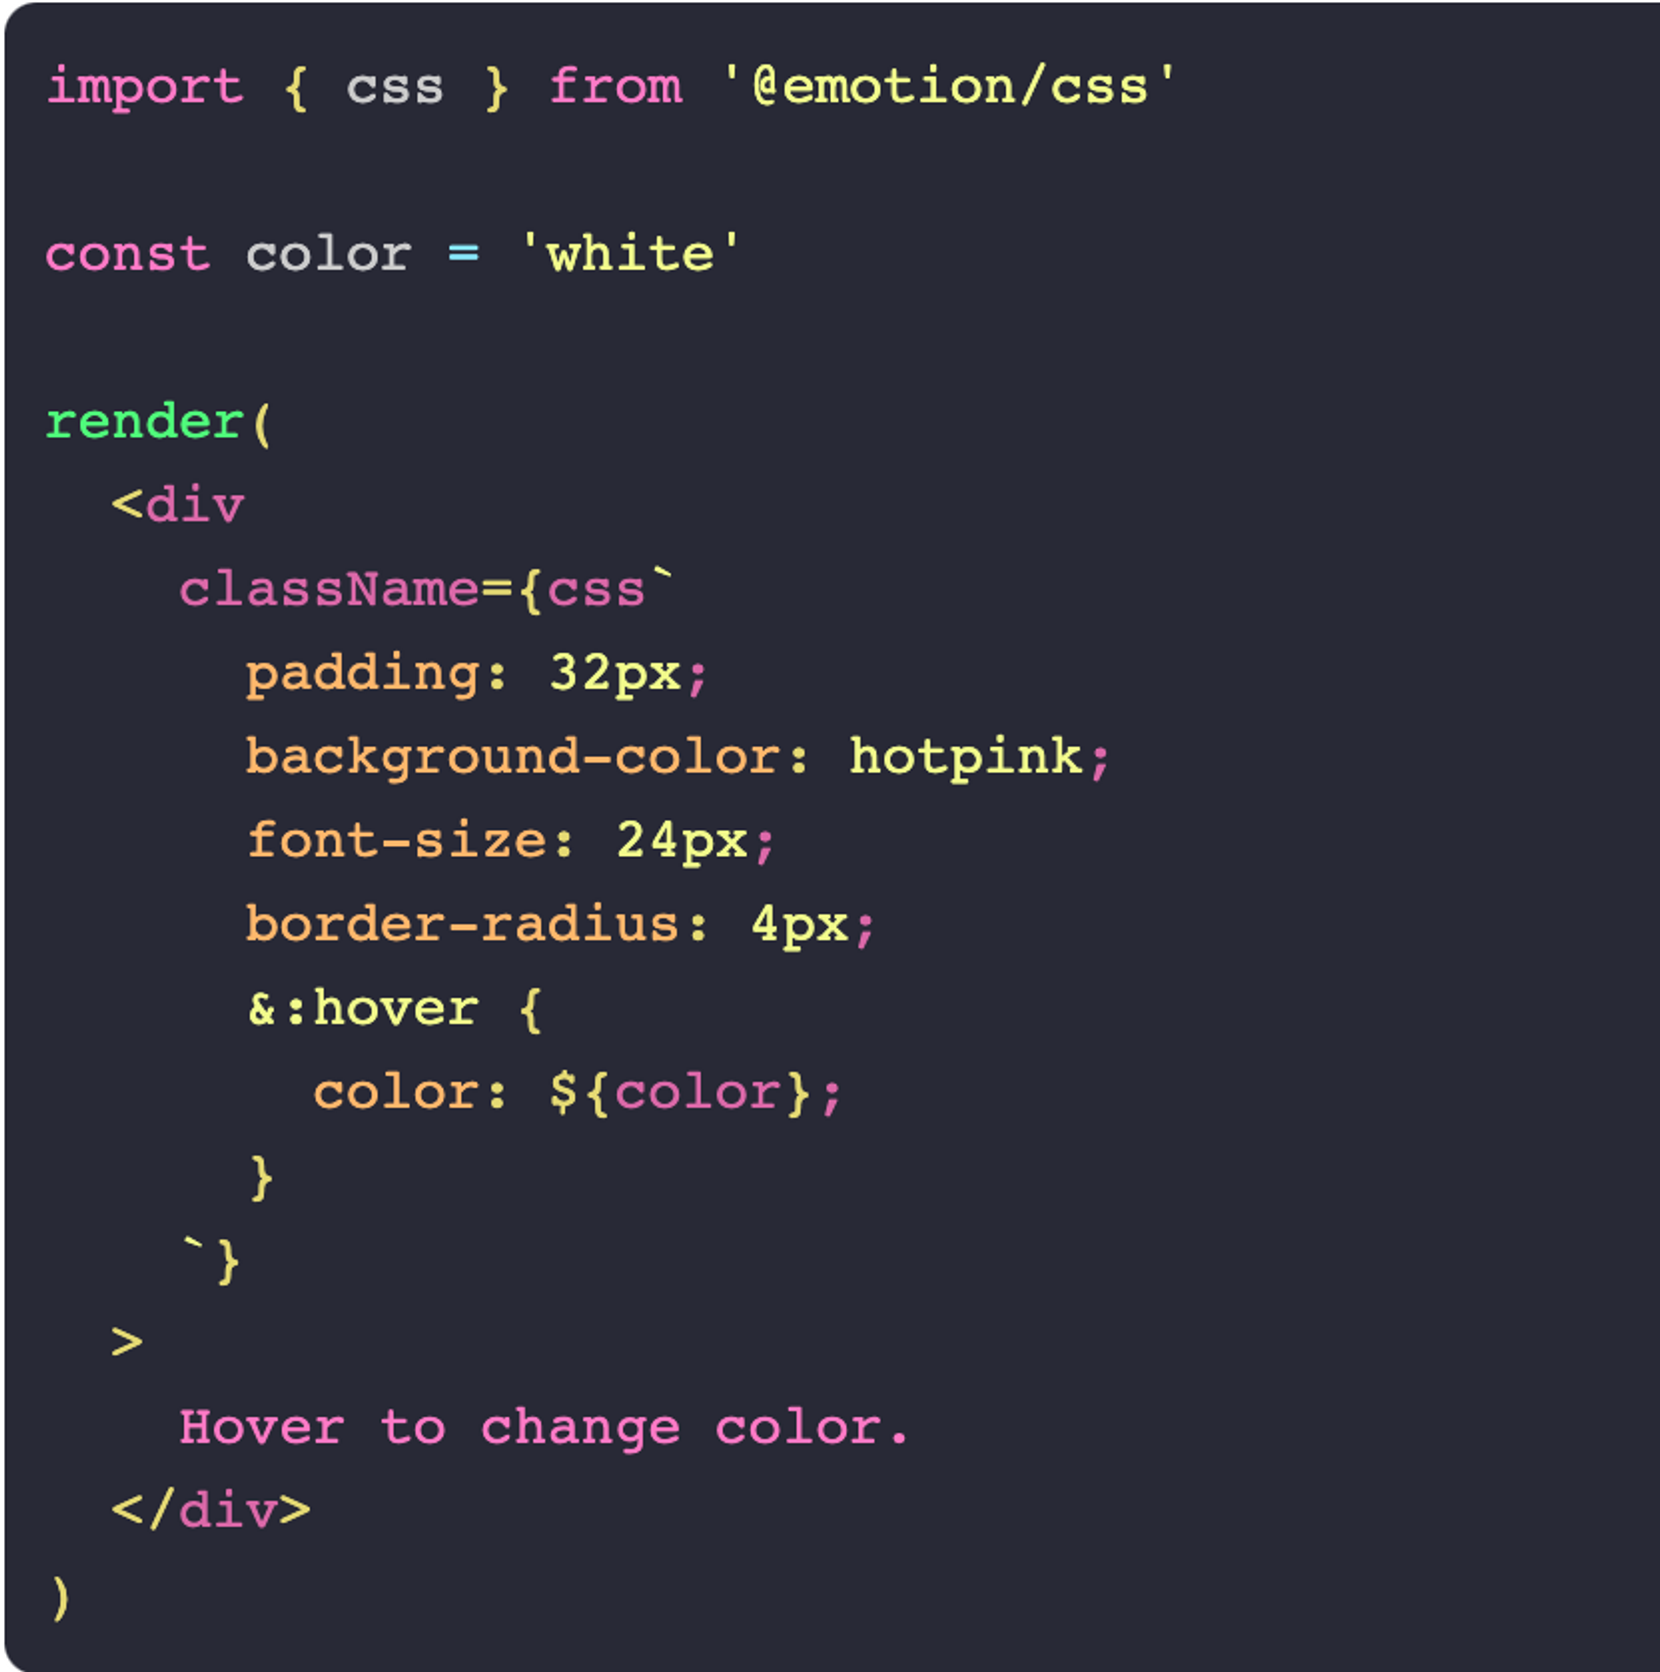 import { css } from '@emotion/css'
const color = 'white'
render(
  <div
    className={css`
      padding: 32px;
      background-color: hotpink;
      font-size: 24px;
      border-radius: 4px;
      &:hover {
        color: ${color};
      }
    `}
  >
    Hover to change color.
  </div>
)